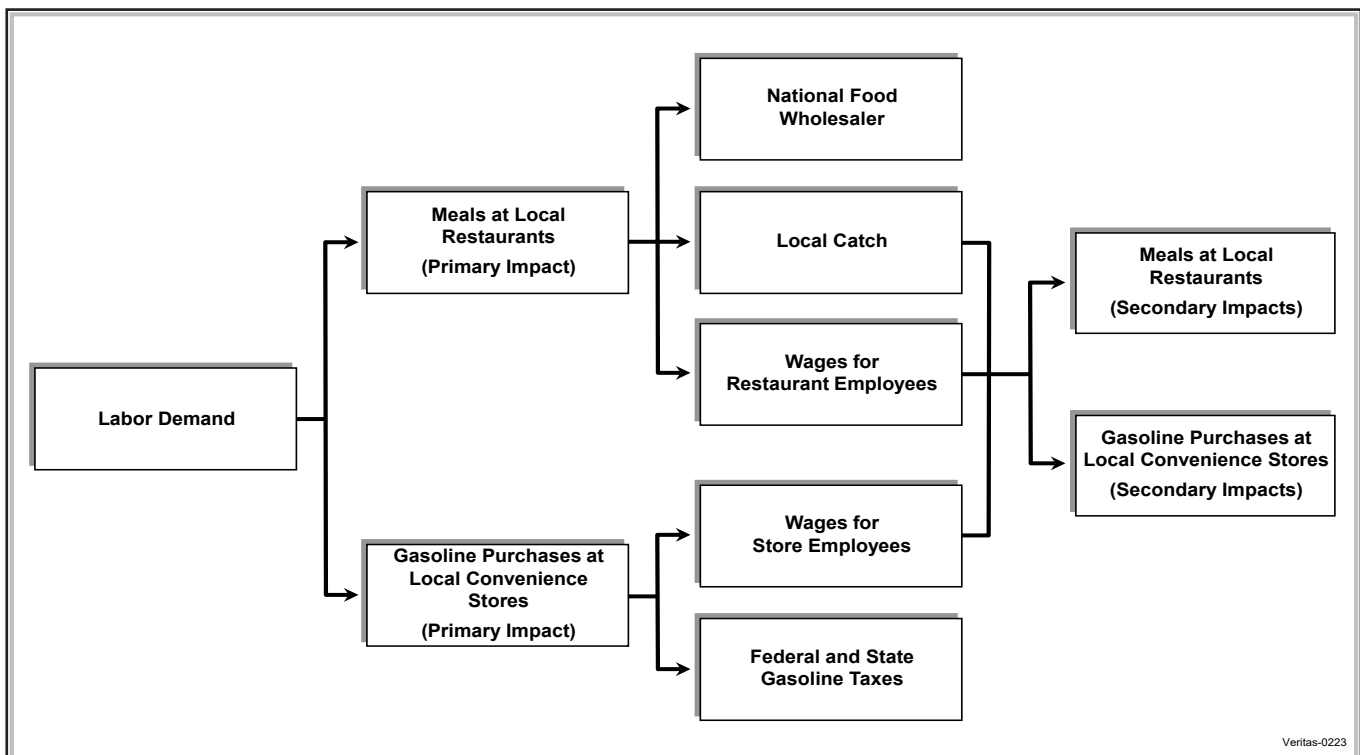 National Food
Wholesaler
Meals at Local
Restaurants
(Primary Impact)
Local Catch
Meals at Local
Restaurants
(Secondary Impacts)
Wages for
Restaurant Employees
Labor Demand
Gasoline Purchases at
Local Convenience Stores
(Secondary Impacts)
Wages for
Store Employees
Gasoline Purchases at
Local Convenience
Stores
(Primary Impact)
Federal and State
Gasoline Taxes
Veritas-0223